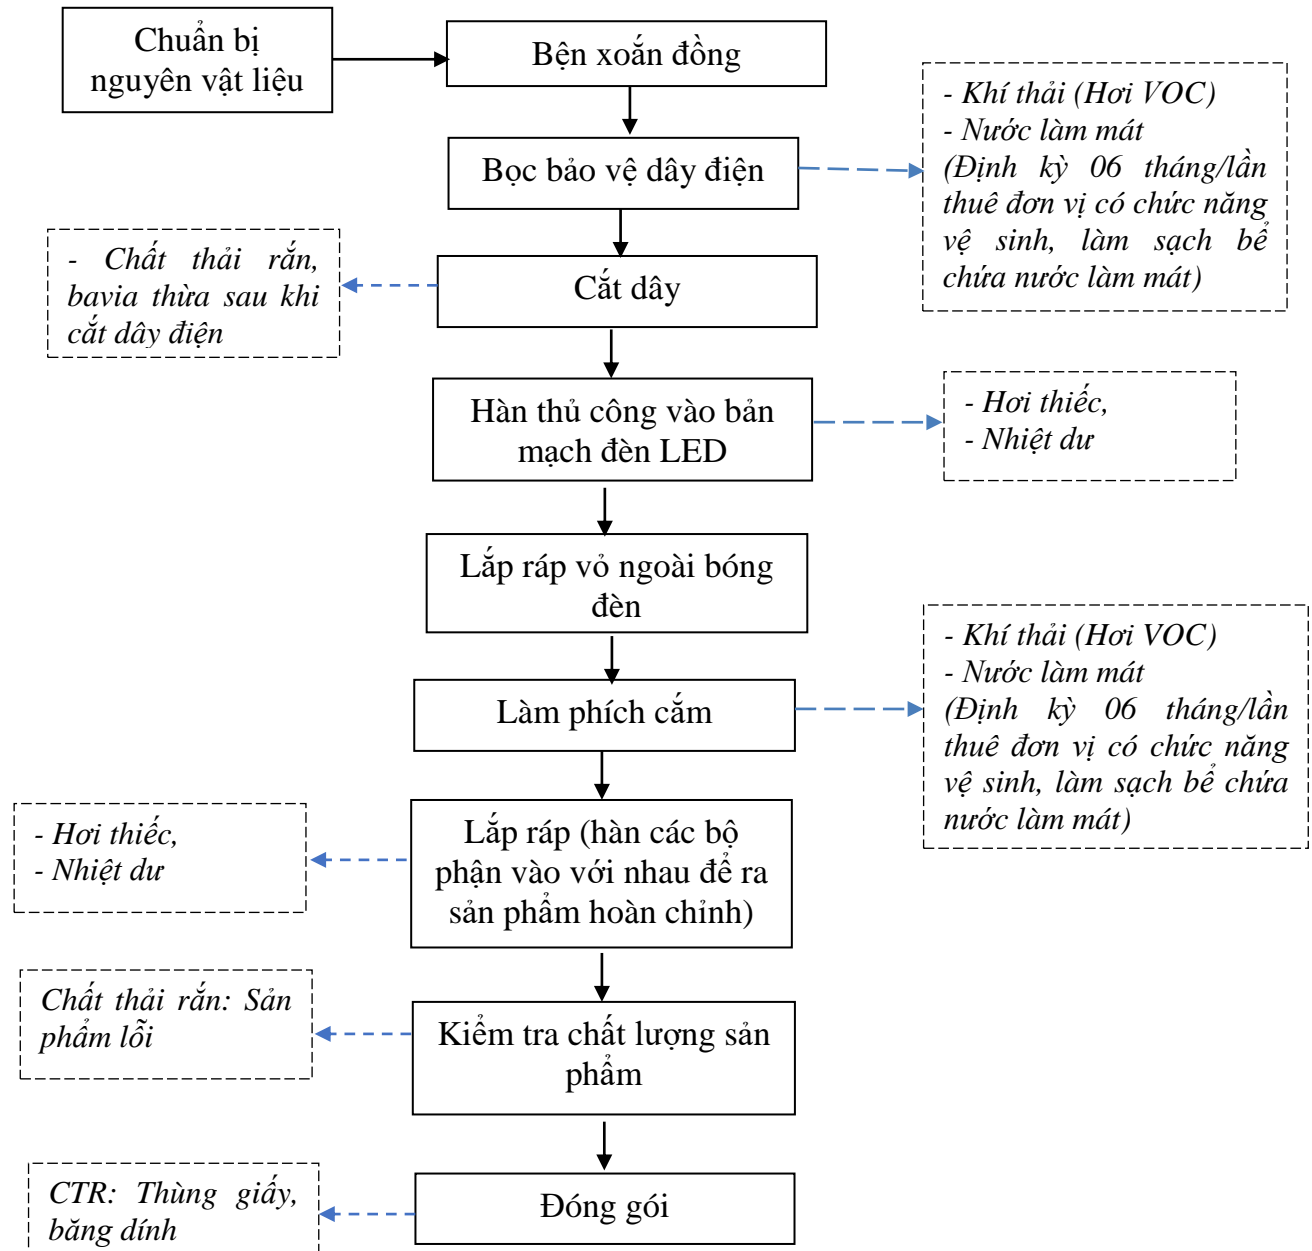 Chuẩn bị
nguyên vật liệu
Bện xoắn đồng
Bọc bảo vệ dây điện
- Khí thải (Hơi VOC)
- Nước làm mát
(Định kỳ 06 tháng/lần
thuê đơn vị có chức năng
vệ sinh, làm sạch bể
chứa nước làm mát)
- Chất thải rắn,
bavia thừa sau khi
cắt dây điện
Cắt dây
Hàn thủ công vào bản
mạch đèn LED
- Hơi thiếc,
- Nhiệt dư
Lắp ráp vỏ ngoài bóng
đèn
Làm phích cắm
- Khí thải (Hơi VOC)
- Nước làm mát
(Định kỳ 06 tháng/lần
thuê đơn vị có chức năng
vệ sinh, làm sạch bể chứa
nước làm mát)
- Hơi thiếc,
- Nhiệt dư
Lắp ráp (hàn các bộ
phận vào với nhau để ra
sản phẩm hoàn chỉnh)
Chất thải rắn: Sản
phẩm lỗi
Kiểm tra chất lượng sản
phẩm
CTR: Thùng giấy,
băng dính
Đóng gói